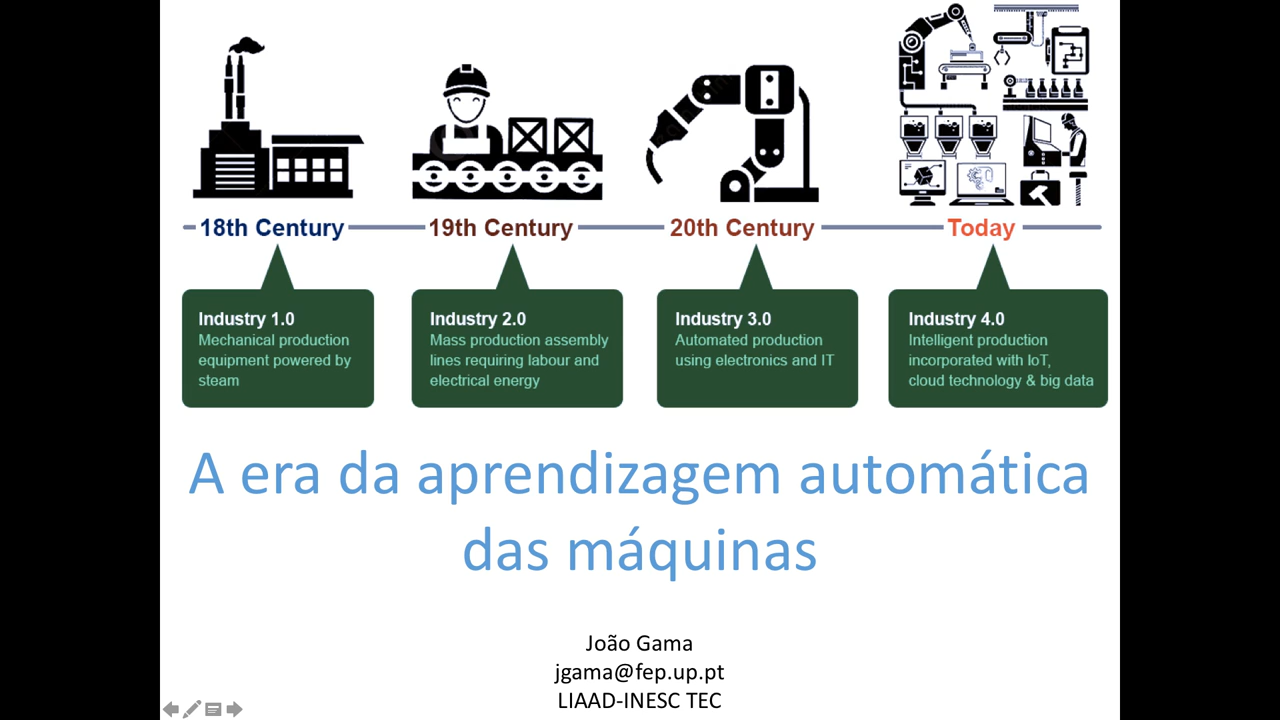 18th Century
19th Century
20th Century
Today
Industry 1.0
Mechanical production
equipment powered by
steam
Industry 2.0
Mass production assembly
lines requiring labour and
electrical energy
Industry 3.0
Automated production
using electronics and IT
Industry 4.0
Intelligent production
incorporated with IoT,
cloud technology & big data
A era da aprendizagem automática
das máquinas
João Gama
jgama@fep.up.pt
LIAAD-INESC TEC